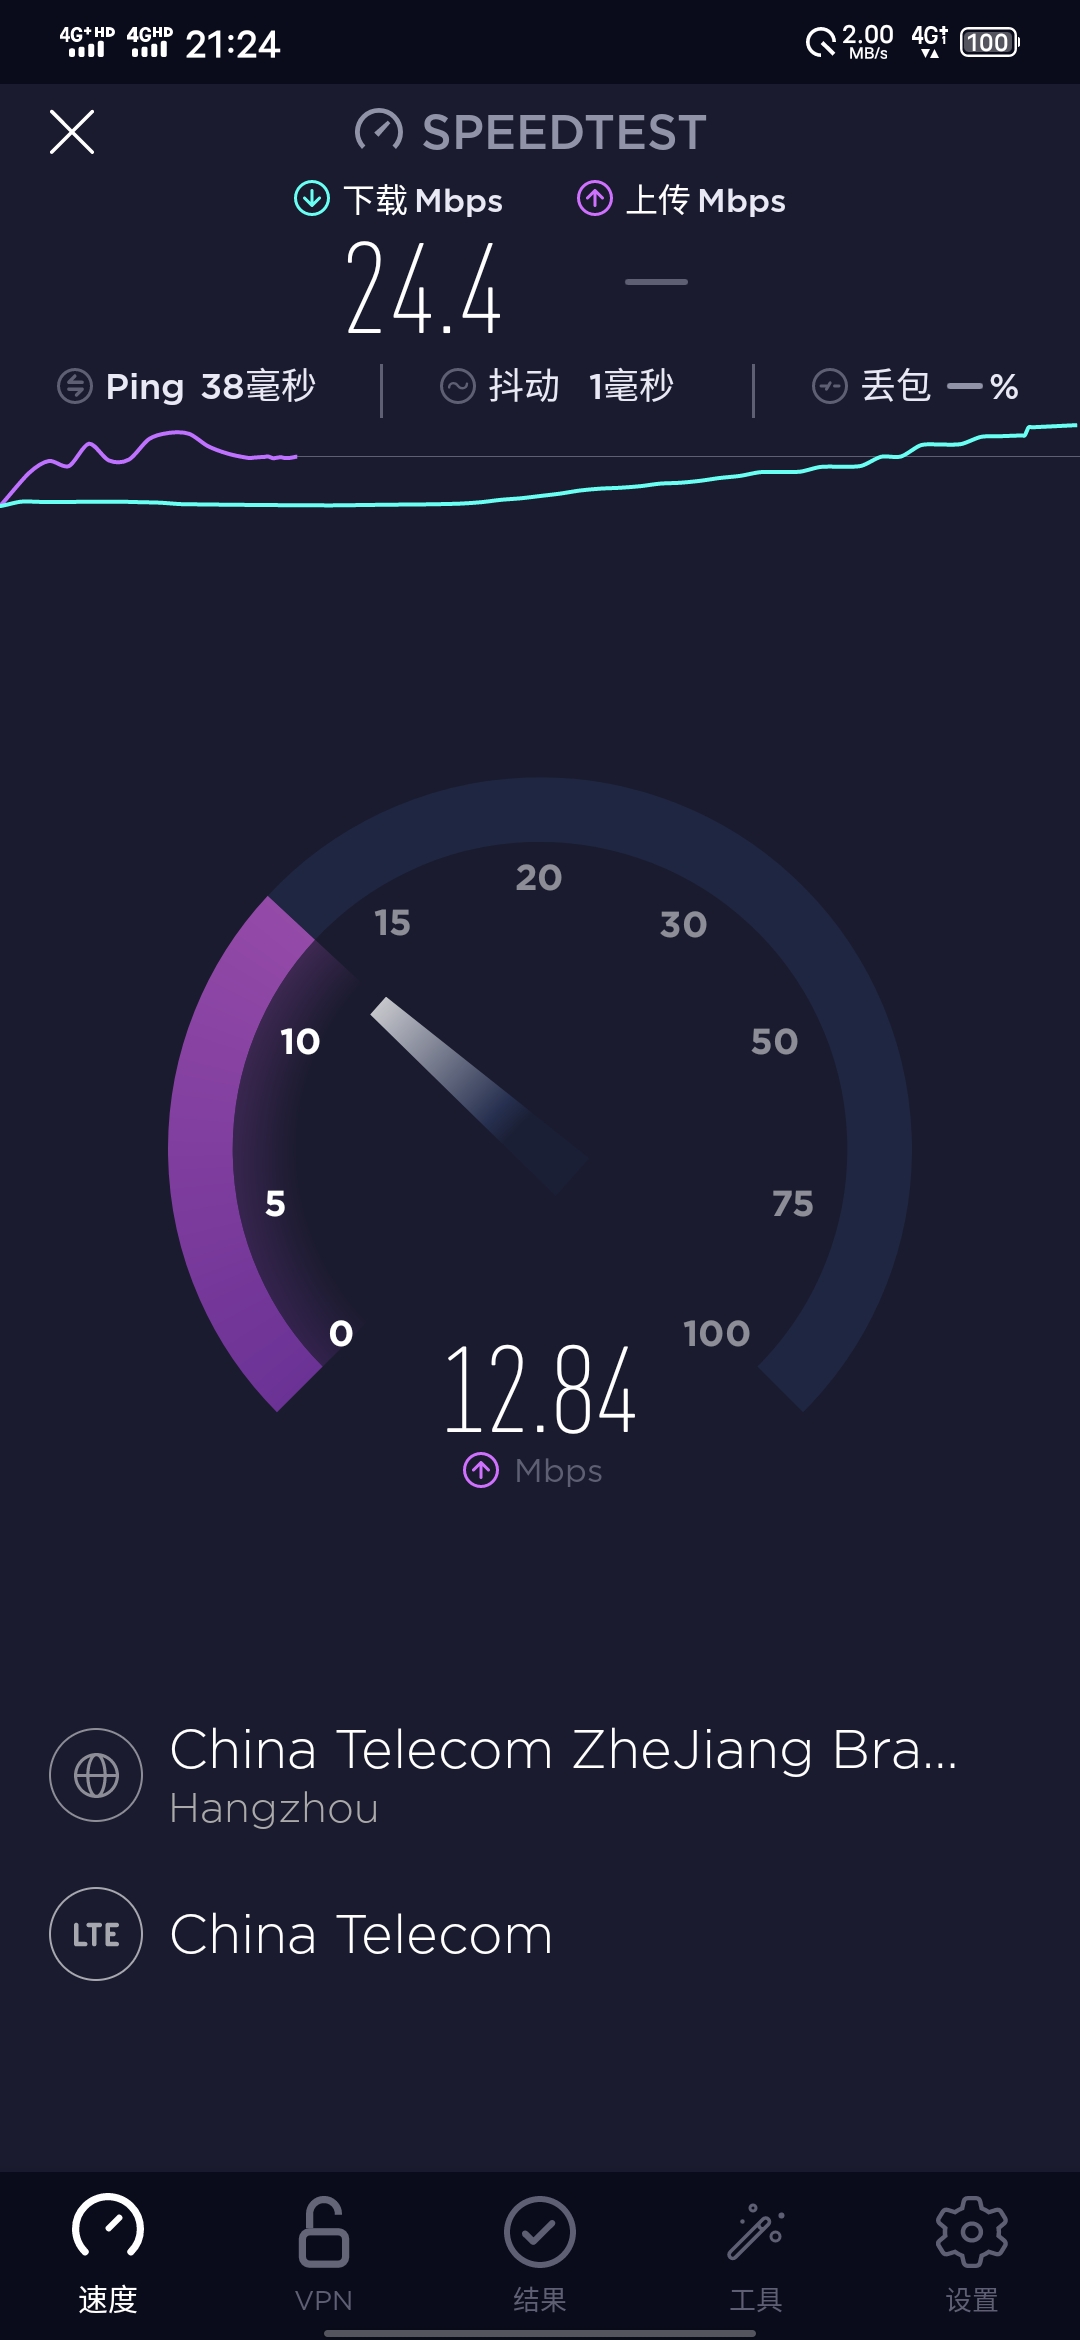 4G+HD 4GHD 21:24 2.00 MB/s 4G+ 100
SPEEDTEST
下载 Mbps 上传 Mbps
24.4 —
Ping 38毫秒 抖动 1毫秒 丢包 —%
20
15 30
10 50
5 75
0 100
12.84
Mbps
China Telecom ZheJiang Bra...
Hangzhou
LTE China Telecom
速度 VPN 结果 工具 设置